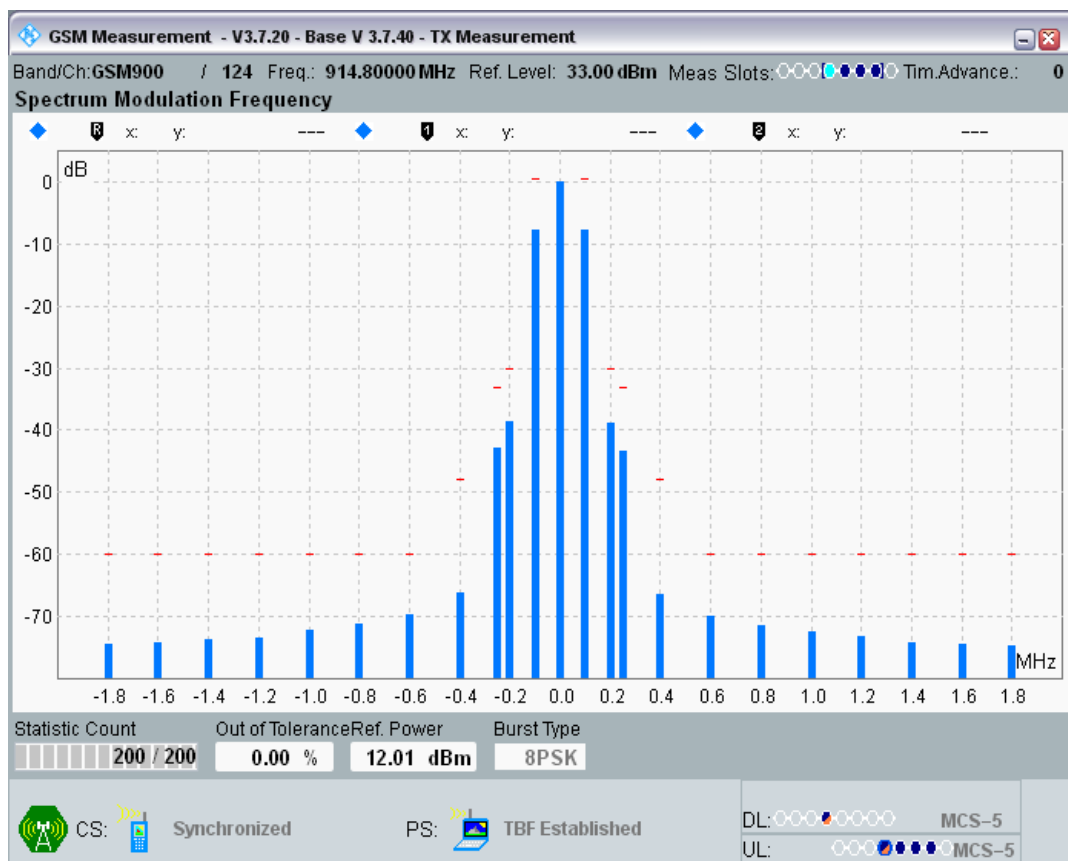 GSM Measurement - V3.7.20 - Base V 3.7.40 - TX Measurement
Band/Ch:GSM900 / 124 Freq.: 914.80000 MHz Ref. Level: 33.00 dBm Meas Slots: Tim.Advance.: 0
Spectrum Modulation Frequency
R x: y: --- 1 x: y: --- 2 x: y: ---
dB
0
-10
-20
-30
-40
-50
-60
-70
MHz
-1.8 -1.6 -1.4 -1.2 -1.0 -0.8 -0.6 -0.4 -0.2 0.0 0.2 0.4 0.6 0.8 1.0 1.2 1.4 1.6 1.8
Statistic Count Out of Tolerance Ref. Power Burst Type
200 / 200 0.00 % 12.01 dBm 8PSK
CS: Synchronized PS: TBF Established
DL: MCS-5
UL: MCS-5